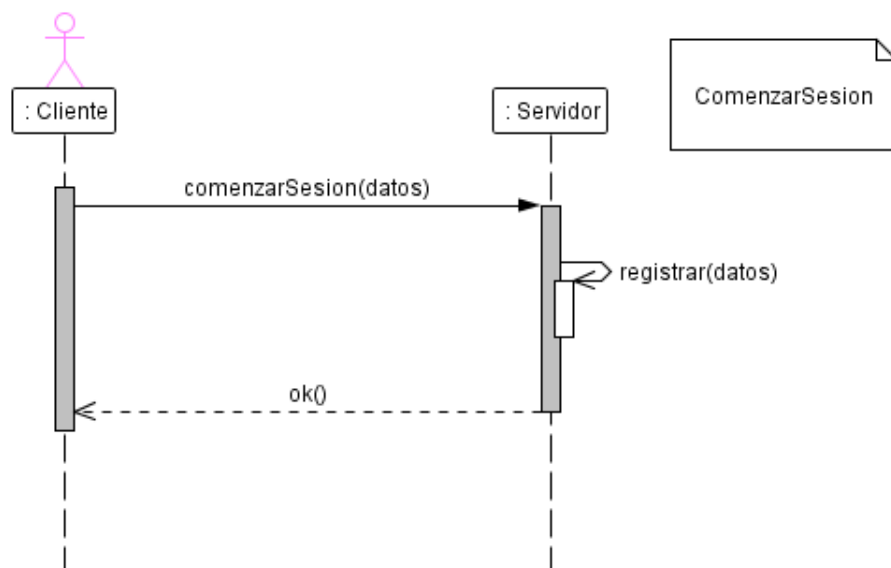 : Cliente
: Servidor
ComenzarSesion
comenzarSesion(datos)
registrar(datos)
ok()